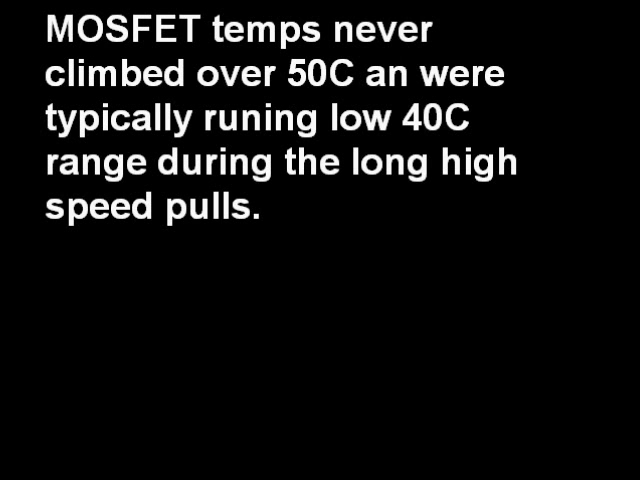 MOSFET temps never
climbed over 50C an were
typically runing low 40C
range during the long high
speed pulls.